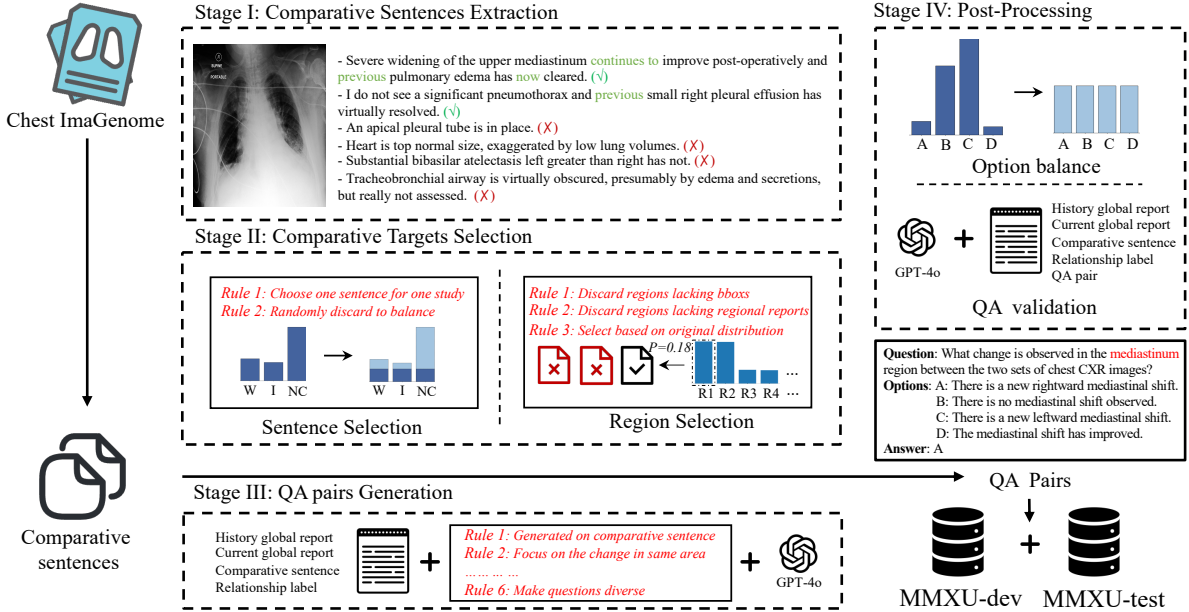 Stage I: Comparative Sentences Extraction
SUPINE
PORTABLE
- Severe widening of the upper mediastinum continues to improve post-operatively and
previous pulmonary edema has now cleared. (√)
- I do not see a significant pneumothorax and previous small right pleural effusion has
virtually resolved. (√)
- An apical pleural tube is in place. (✗)
- Heart is top normal size, exaggerated by low lung volumes. (✗)
- Substantial bibasilar atelectasis left greater than right has not. (✗)
- Tracheobronchial airway is virtually obscured, presumably by edema and secretions,
but really not assessed. (✗)
Chest ImaGenome
Comparative
sentences
Stage II: Comparative Targets Selection
Rule 1: Choose one sentence for one study
Rule 2: Randomly discard to balance
W I NC
W I NC
Sentence Selection
Rule 1: Discard regions lacking bboxs
Rule 2: Discard regions lacking regional reports
Rule 3: Select based on original distribution
P=0.18
R1 R2 R3 R4 ...
Region Selection
Stage III: QA pairs Generation
History global report
Current global report
Comparative sentence
Relationship label
Rule 1: Generated on comparative sentence
Rule 2: Focus on the change in same area
... ... ... ...
Rule 6: Make questions diverse
GPT-4o
Stage IV: Post-Processing
A B C D
A B C D
Option balance
GPT-4o
History global report
Current global report
Comparative sentence
Relationship label
QA pair
QA validation
Question: What change is observed in the mediastinum
region between the two sets of chest CXR images?
Options: A: There is a new rightward mediastinal shift.
B: There is no mediastinal shift observed.
C: There is a new leftward mediastinal shift.
D: The mediastinal shift has improved.
Answer: A
QA Pairs
MMXU-dev
MMXU-test